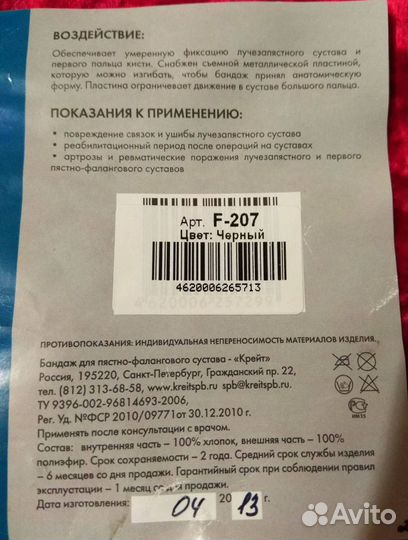 ВОЗДЕЙСТВИЕ:
Обеспечивает умеренную фиксацию лучезапястного сустава и
первого пальца кисти. Снабжен съемной металлической пластиной,
которую можно изгибать, чтобы бандаж принял анатомическую
форму. Пластина ограничевает движение в суставе большого пальца.
ПОКАЗАНИЯ К ПРИМЕНЕНИЮ:
• повреждение связок и ушибы лучезапястного сустава
• реабилитационный период после операций на суставах
• артрозы и ревматические поражения лучезапястного и первого
пястно-фалангового суставов
Арт. F-207
Цвет: Черный
4620006265713
ПРОТИВОПОКАЗАНИЯ: ИНДИВИДУАЛЬНАЯ НЕПЕРЕНОСИМОСТЬ МАТЕРИАЛОВ ИЗДЕЛИЯ.
Бандаж для пястно-фалангового сустава - «Крейт»
Россия, 195220, Санкт-Петербург, Гражданский пр. 22,
тел. (812) 313-68-58, www.kreitspb.ru spb@kreitspb.ru.
ТУ 9396-002-96814693-2006,
Рег. Уд. №ФСР 2010/09771от 30.12.2010 г.
Применять после консультации с врачом.
Состав: внутренняя часть – 100% хлопок, внешняя часть – 100%
полиэфир. Срок сохраняемости – 2 года. Средний срок службы изделия
– 6 месяцев со дня продажи. Гарантийный срок при соблюдении правил
эксплуатации – 1 месяц со дня продажи.
Дата изготовления: 04 20 13
Avito